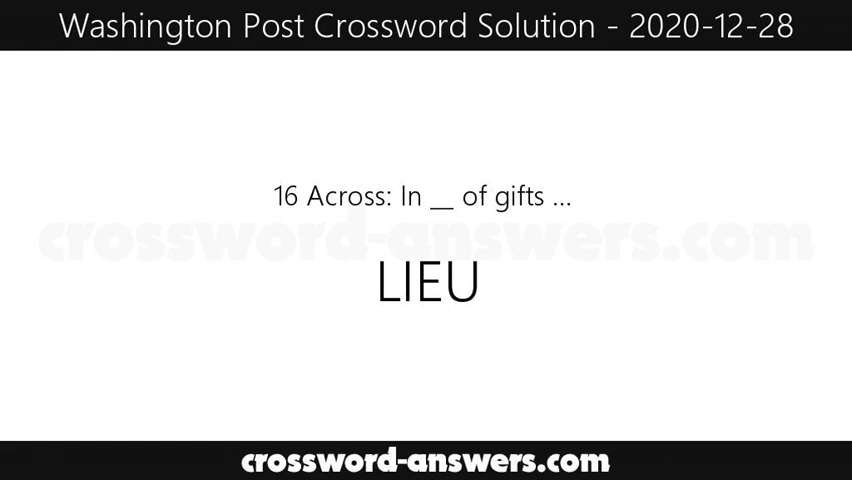 Washington Post Crossword Solution - 2020-12-28
16 Across: In __ of gifts ...
crossword-answers.com
LIEU
crossword-answers.com